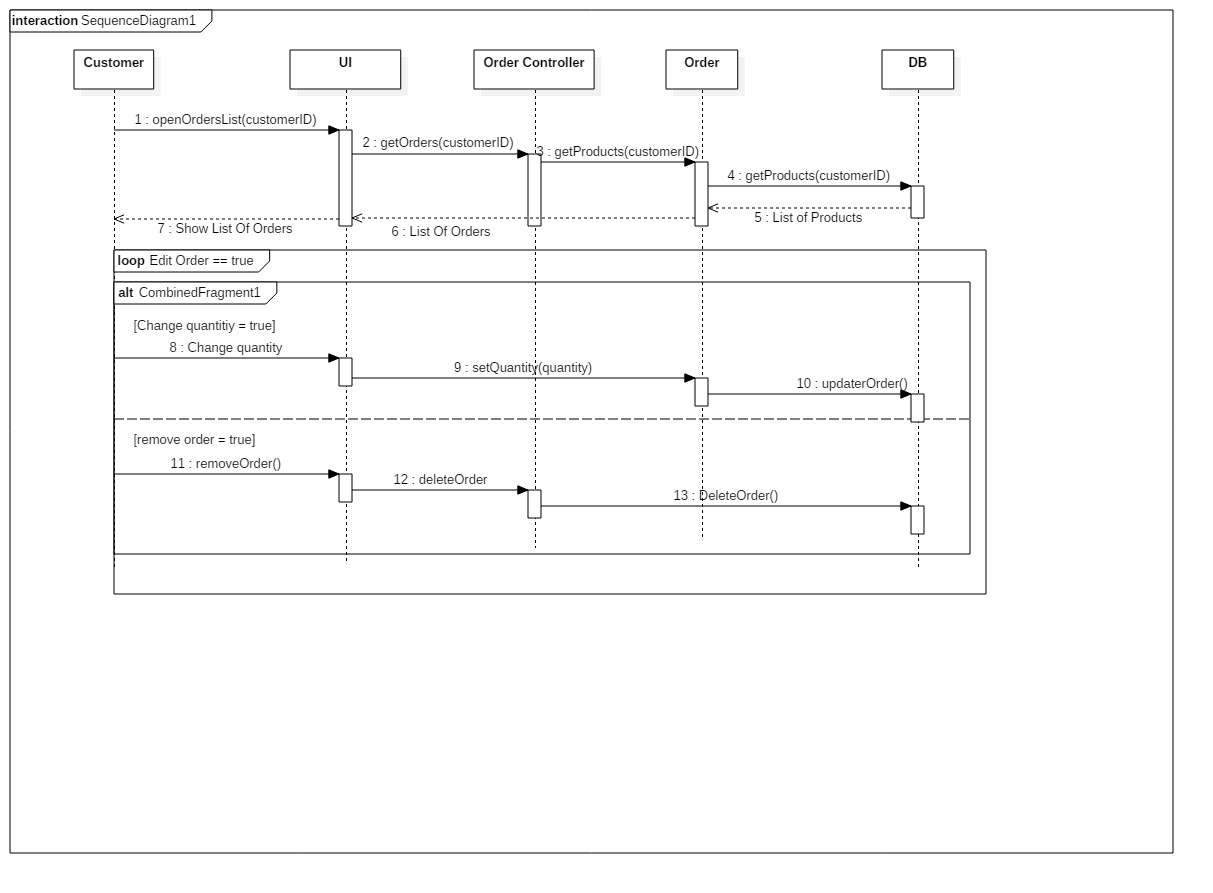 interaction SequenceDiagram1
Customer
UI
Order Controller
Order
DB
1 : openOrdersList(customerID)
2 : getOrders(customerID)
3 : getProducts(customerID)
4 : getProducts(customerID)
5 : List of Products
6 : List Of Orders
7 : Show List Of Orders
loop Edit Order == true
alt CombinedFragment1
[Change quantitiy = true]
8 : Change quantity
9 : setQuantity(quantity)
10 : updaterOrder()
[remove order = true]
11 : removeOrder()
12 : deleteOrder
13 : DeleteOrder()